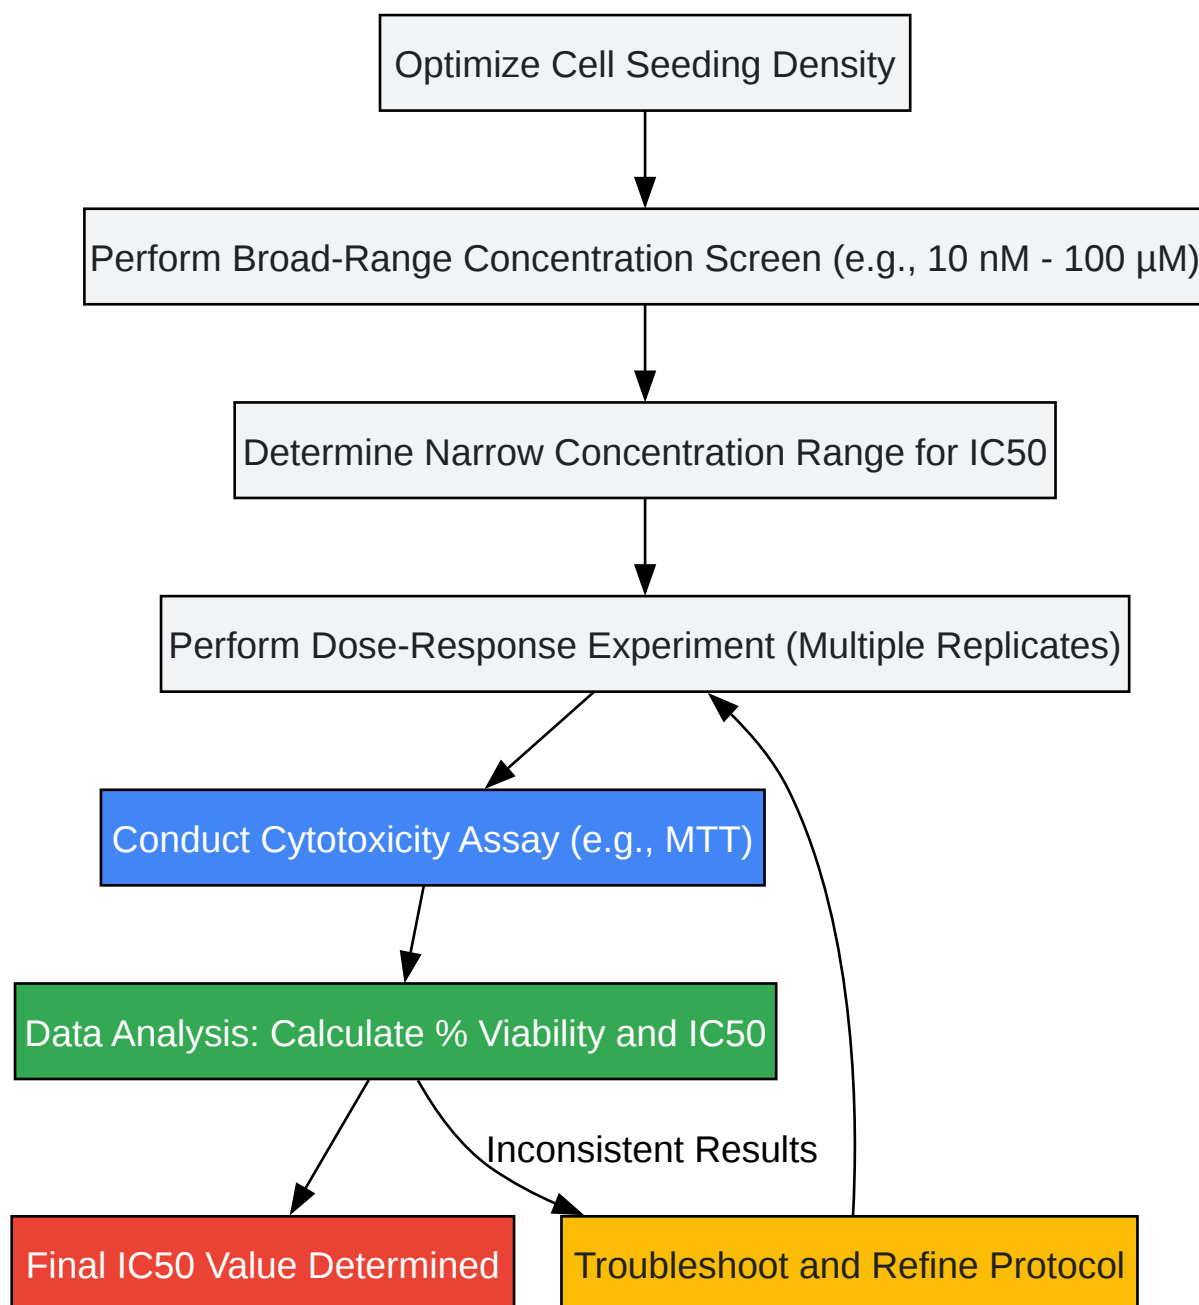 Optimize Cell Seeding Density
Perform Broad-Range Concentration Screen (e.g., 10 nM - 100 µM)
Determine Narrow Concentration Range for IC50
Perform Dose-Response Experiment (Multiple Replicates)
Conduct Cytotoxicity Assay (e.g., MTT)
Data Analysis: Calculate % Viability and IC50
Inconsistent Results
Final IC50 Value Determined
Troubleshoot and Refine Protocol